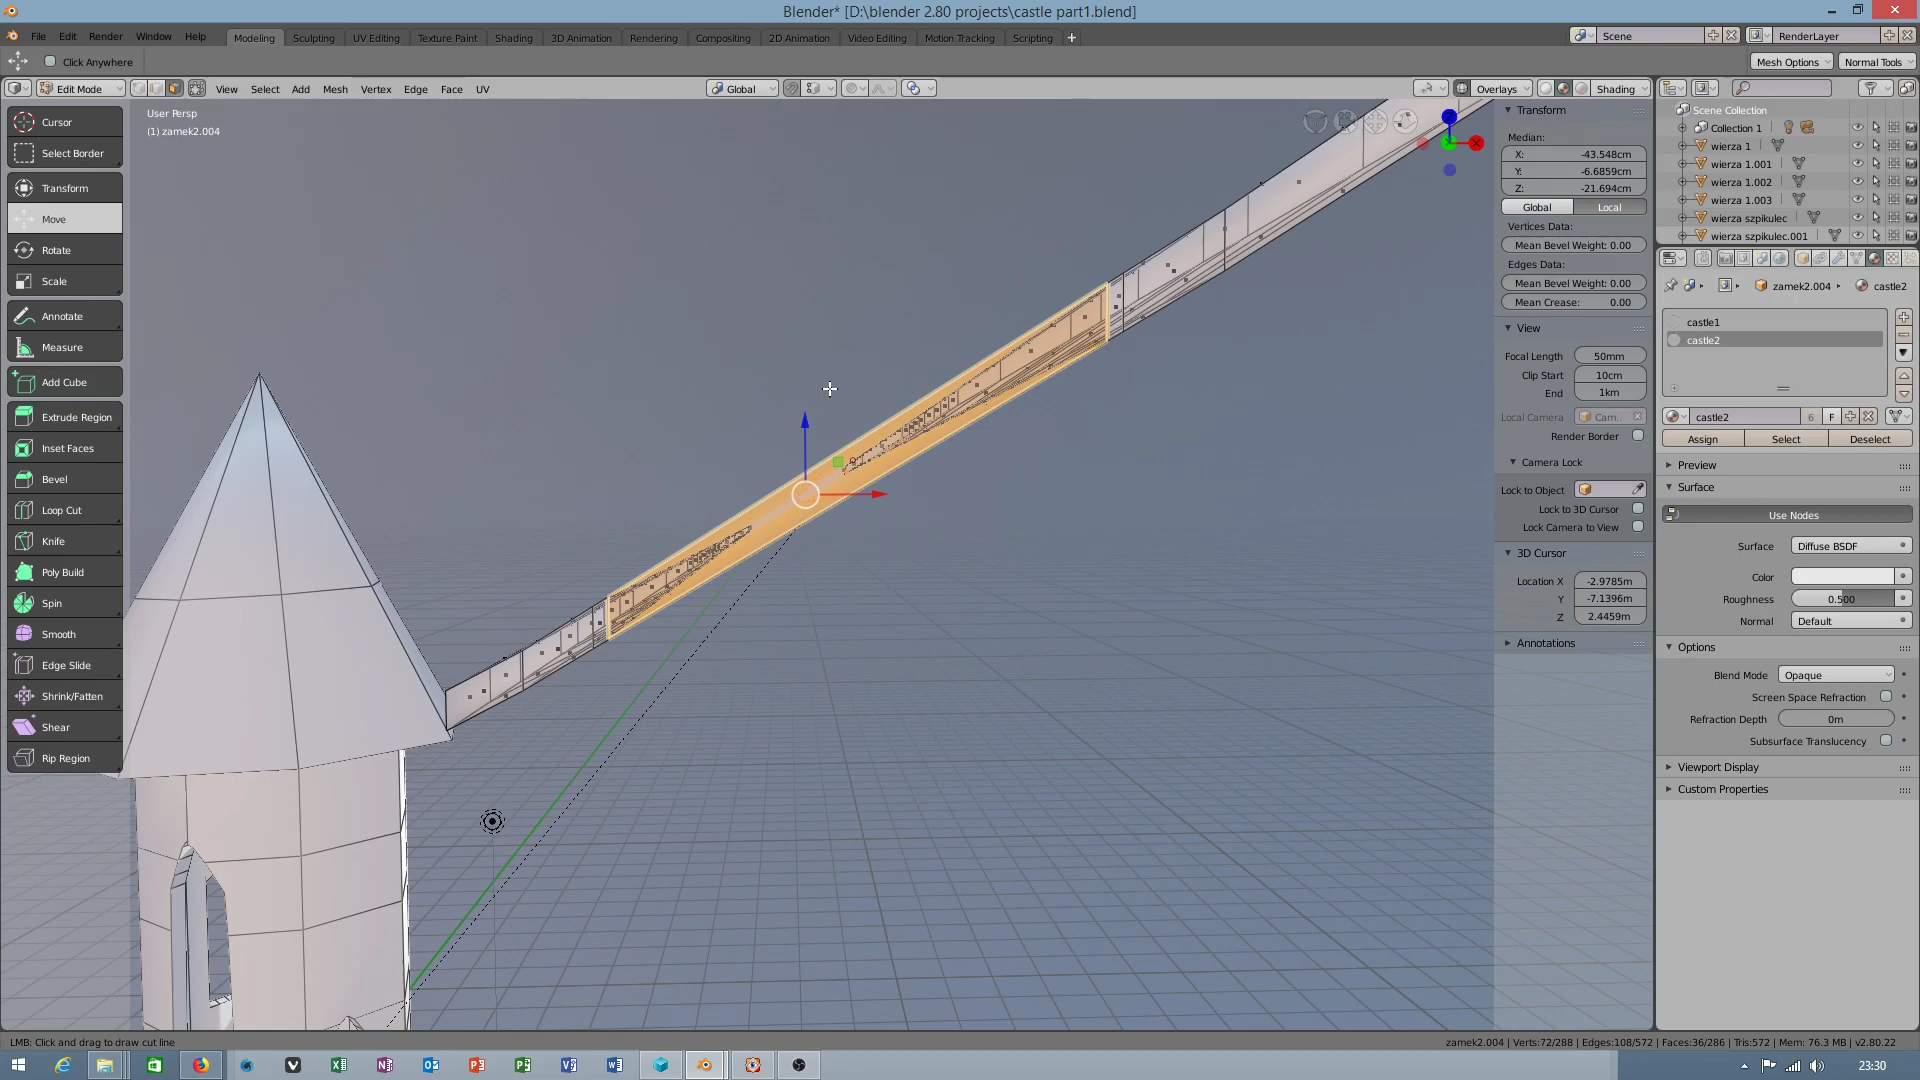 Blender* [D:\blender 2.80 projects\castle part1.blend]
File Edit Render Window Help
Modeling Sculpting UV Editing Texture Paint Shading 3D Animation Rendering Compositing 2D Animation Video Editing Motion Tracking Scripting
Scene RenderLayer
Click Anywhere
Mesh Options Normal Tools
Edit Mode View Select Add Mesh Vertex Edge Face UV Global Overlays Shading
User Persp
(1) zamek2.004
Cursor
Select Border
Transform
Move
Rotate
Scale
Annotate
Measure
Add Cube
Extrude Region
Inset Faces
Bevel
Loop Cut
Knife
Poly Build
Spin
Smooth
Edge Slide
Shrink/Fatten
Shear
Rip Region
Z
X
Transform
Median:
X: -43.548cm
Y: -6.6859cm
Z: -21.694cm
Global Local
Vertices Data:
Mean Bevel Weight: 0.00
Edges Data:
Mean Bevel Weight: 0.00
Mean Crease: 0.00
View
Focal Length 50mm
Clip Start 10cm
End 1km
Local Camera Cam..
Render Border
Camera Lock
Lock to Object
Lock to 3D Cursor
Lock Camera to View
3D Cursor
Location X -2.9785m
Y -7.1396m
Z 2.4459m
Annotations
Scene Collection
Collection 1
wierza 1
wierza 1.001
wierza 1.002
wierza 1.003
wierza szpikulec
wierza szpikulec.001
zamek2.004 castle2
castle1
castle2
castle2 6 F
Assign Select Deselect
Preview
Surface
Use Nodes
Surface Diffuse BSDF
Color
Roughness 0.500
Normal Default
Options
Blend Mode Opaque
Screen Space Refraction
Refraction Depth 0m
Subsurface Translucency
Viewport Display
Custom Properties
LMB: Click and drag to draw cut line
zamek2.004 | Verts:72/288 | Edges:108/572 | Faces:36/286 | Tris:572 | Mem: 76.3 MB | v2.80.22
23:30